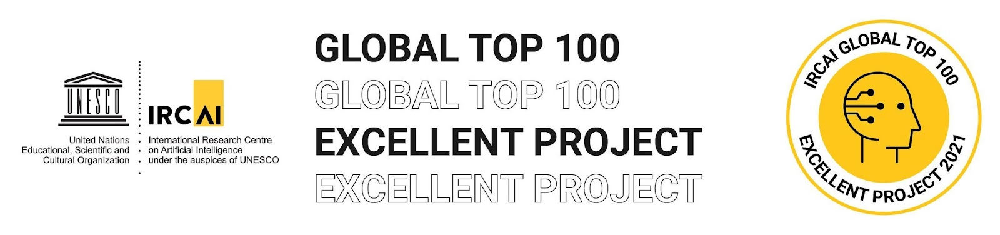 UNESCO
United Nations
Educational, Scientific and
Cultural Organization
IRCAI
International Research Centre
on Artificial Intelligence
under the auspices of UNESCO
GLOBAL TOP 100
GLOBAL TOP 100
EXCELLENT PROJECT
EXCELLENT PROJECT
IRCAI GLOBAL TOP 100
EXCELLENT PROJECT 2021